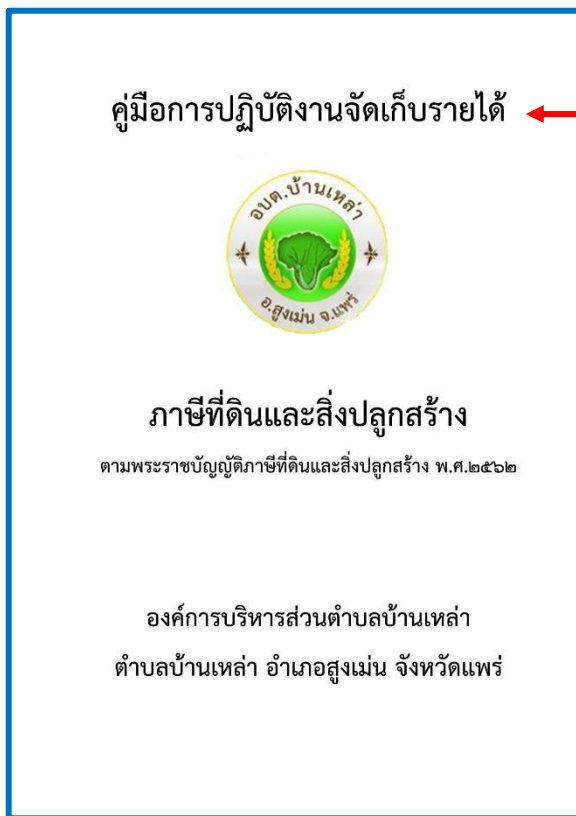 คู่มือการปฏิบัติงานจัดเก็บรายได้
อบต.บ้านเหล่า
อ.สูงเม่น จ.แพร่
ภาษีที่ดินและสิ่งปลูกสร้าง
ตามพระราชบัญญัติภาษีที่ดินและสิ่งปลูกสร้าง พ.ศ.๒๕๖๒
องค์การบริหารส่วนตำบลบ้านเหล่า
ตำบลบ้านเหล่า อำเภอสูงเม่น จังหวัดแพร่